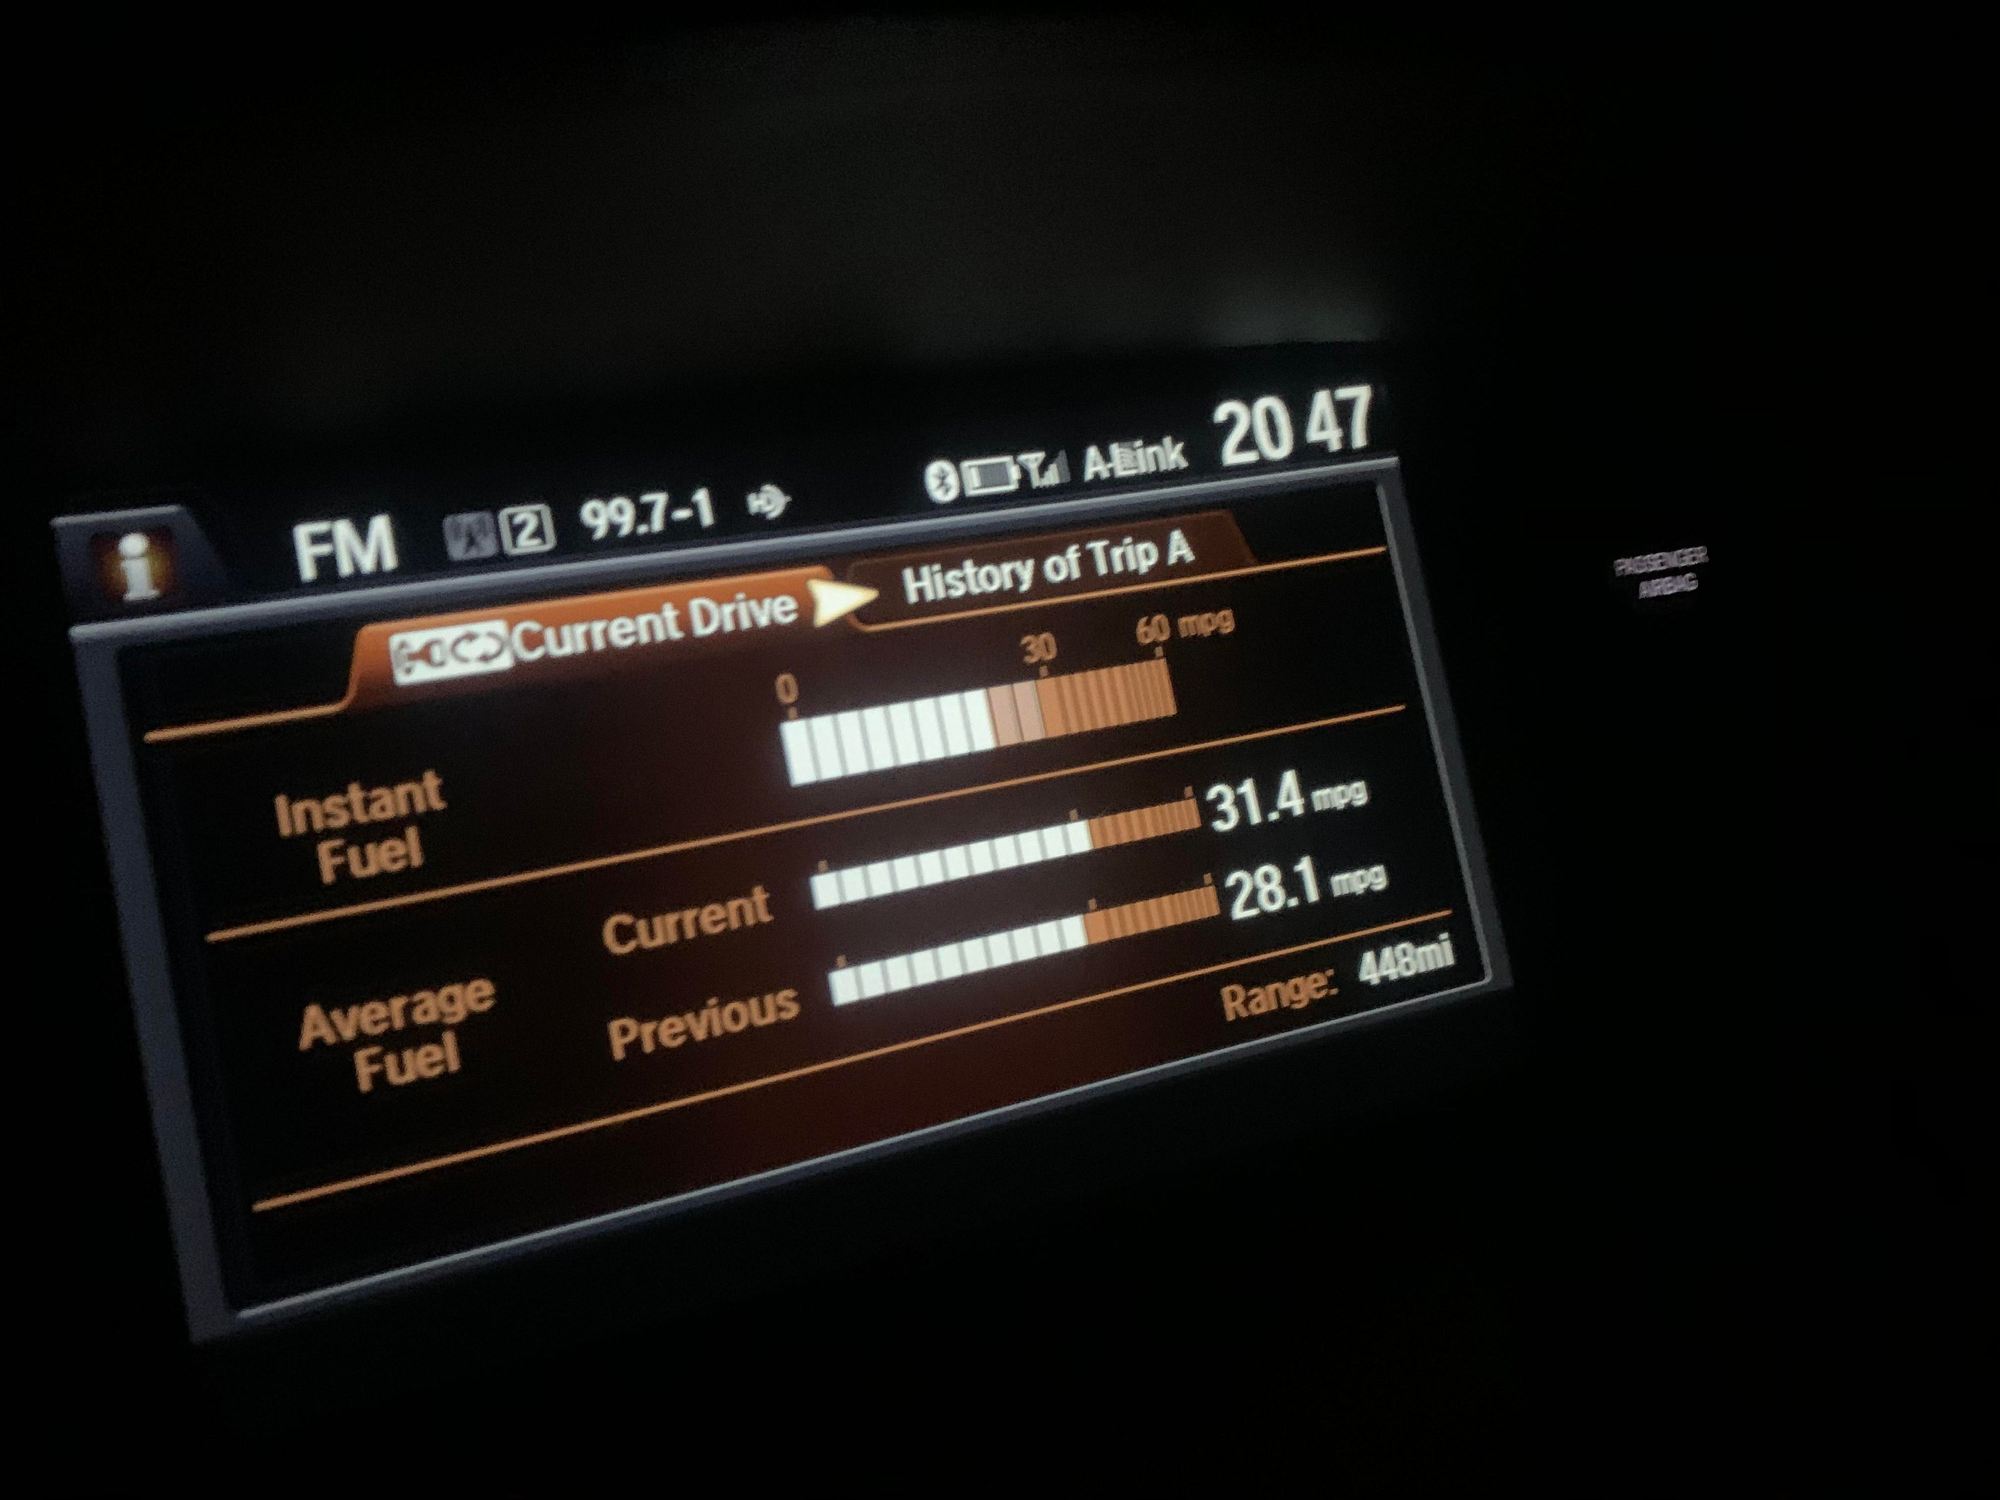 FM 2 99.7-1 A-Link 20 47
i
Current Drive History of Trip A
0 30 60 mpg
Instant
Fuel
Average
Fuel
Current 31.4 mpg
Previous 28.1 mpg
Range: 448mi
PASSENGER
AIRBAG